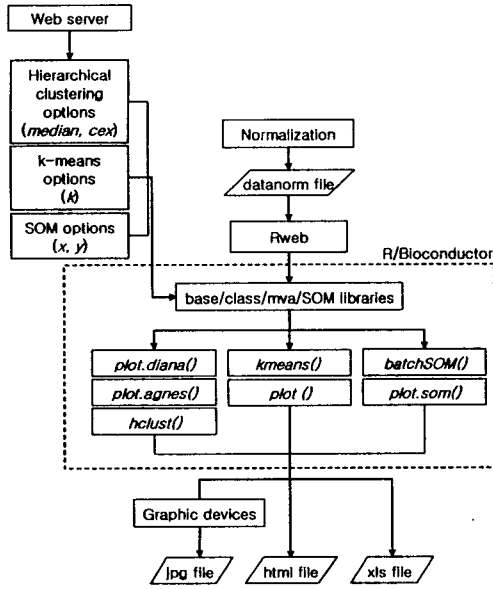 Web server
Hierarchical
clustering
options
(median, cex)
k-means
options
(k)
SOM options
(x, y)
Normalization
datanorm file
Rweb
R/Bioconductor
base/class/mva/SOM libraries
plot.diana()
plot.agnes()
hclust()
kmeans()
plot ()
batchSOM()
plot.som()
Graphic devices
jpg file
html file
xls file